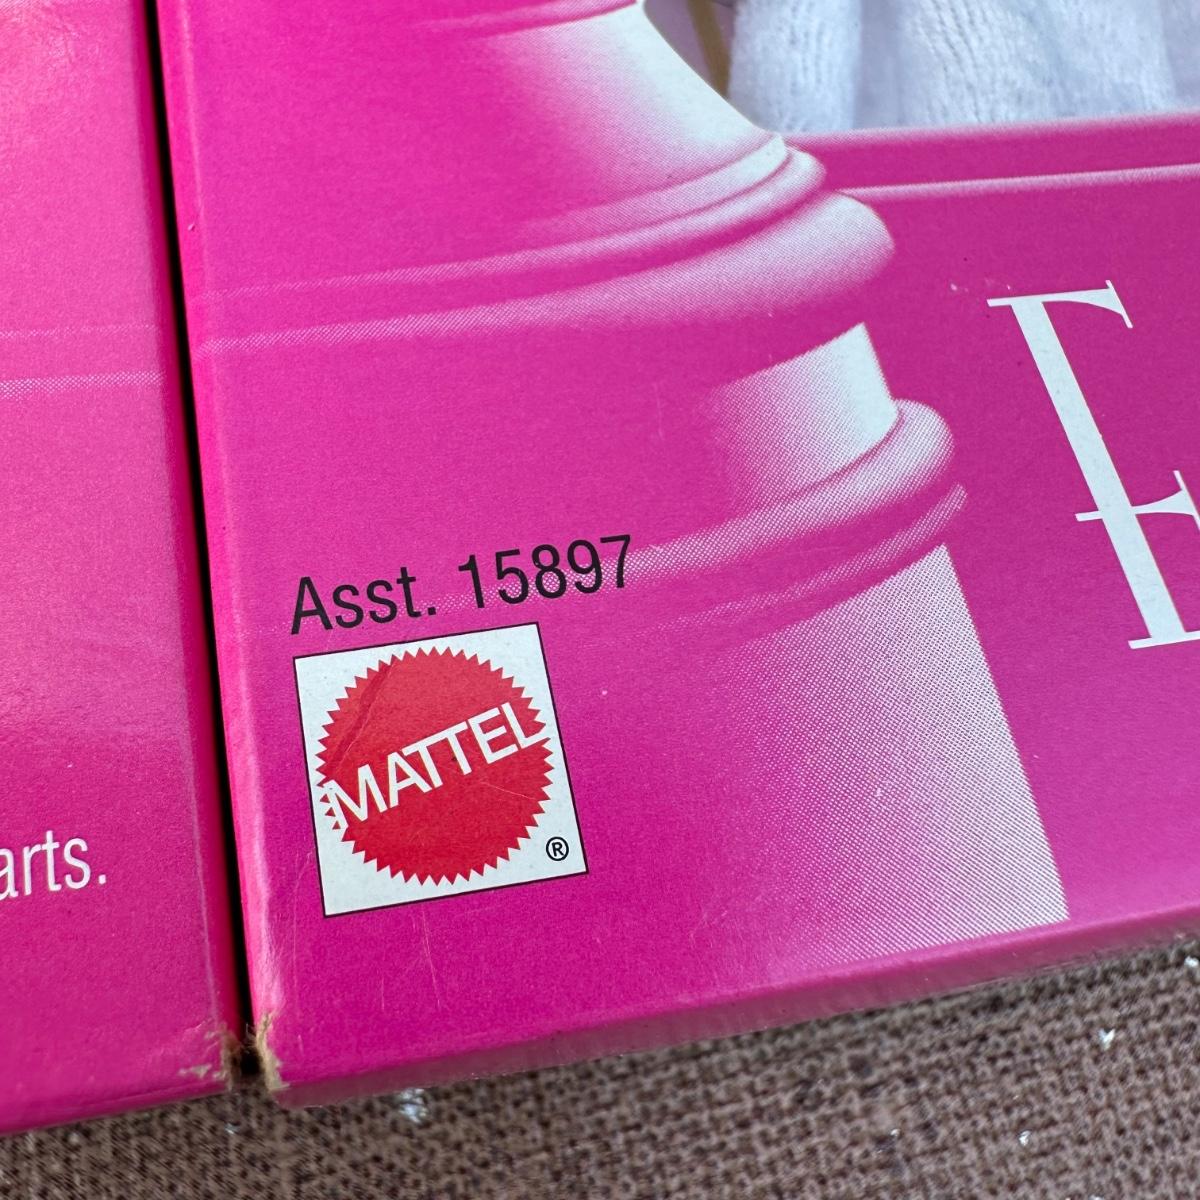 Asst. 15897
MATTEL
®
arts.
E